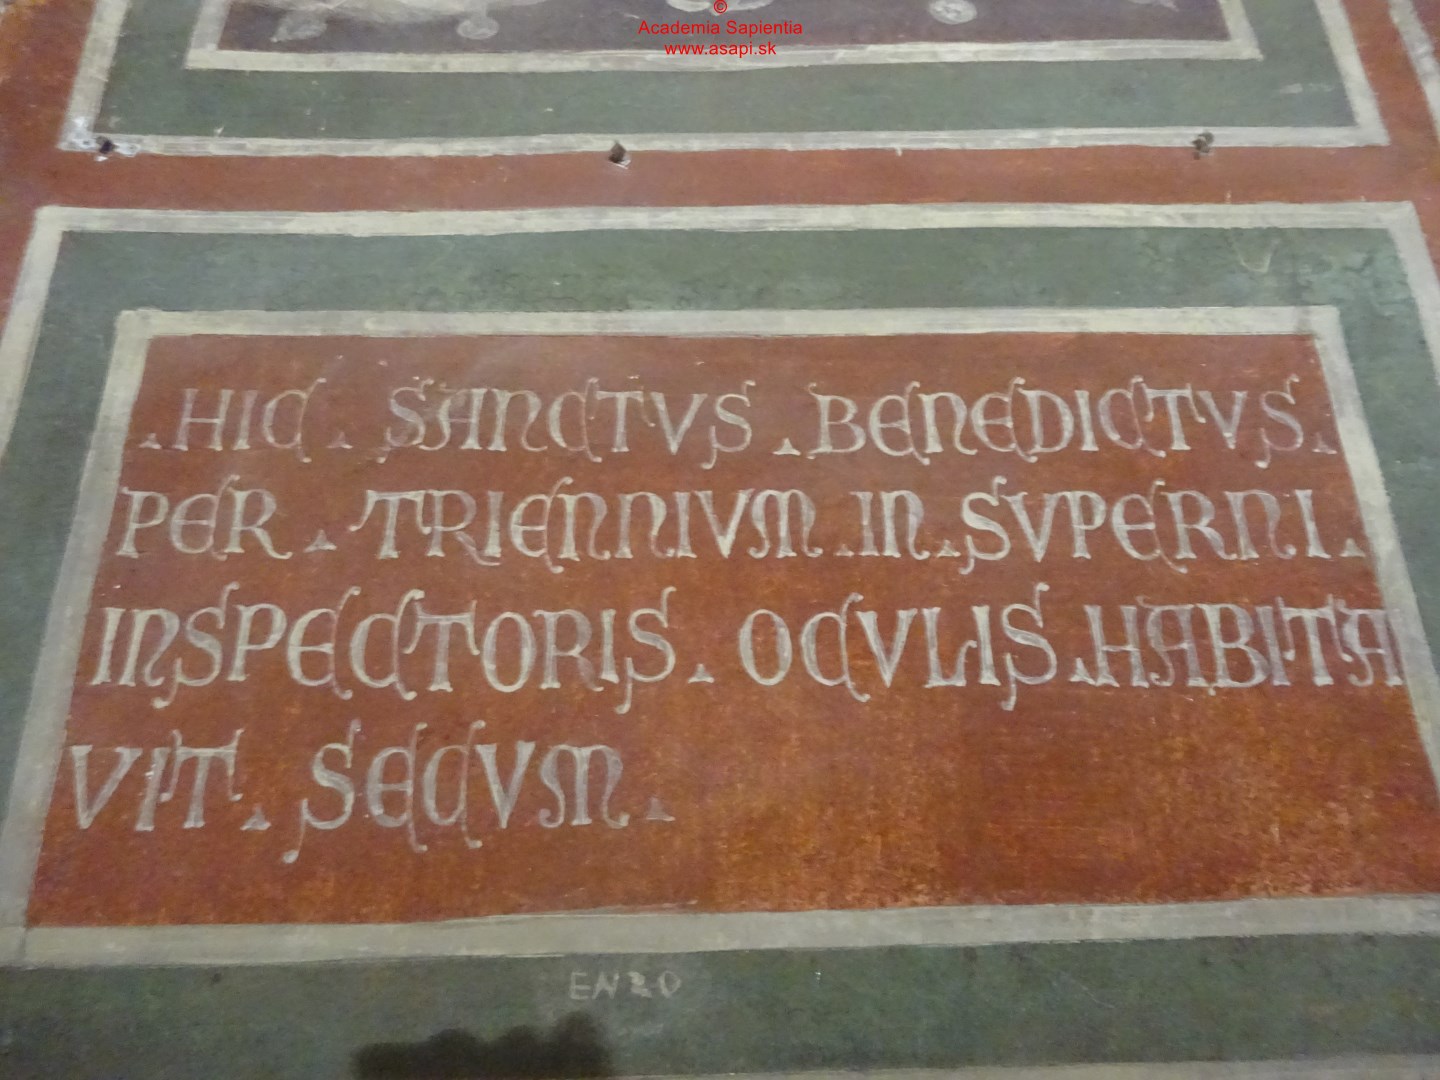 ©
Academia Sapientia
www.asapi.sk
. HIC . SANCTVS . BENEDICTVS .
PER . TRIENNIVM . IN . SVPERNI .
INSPECTORIS . OCVLIS . HABITA
VIT . SECVM .
ENZO